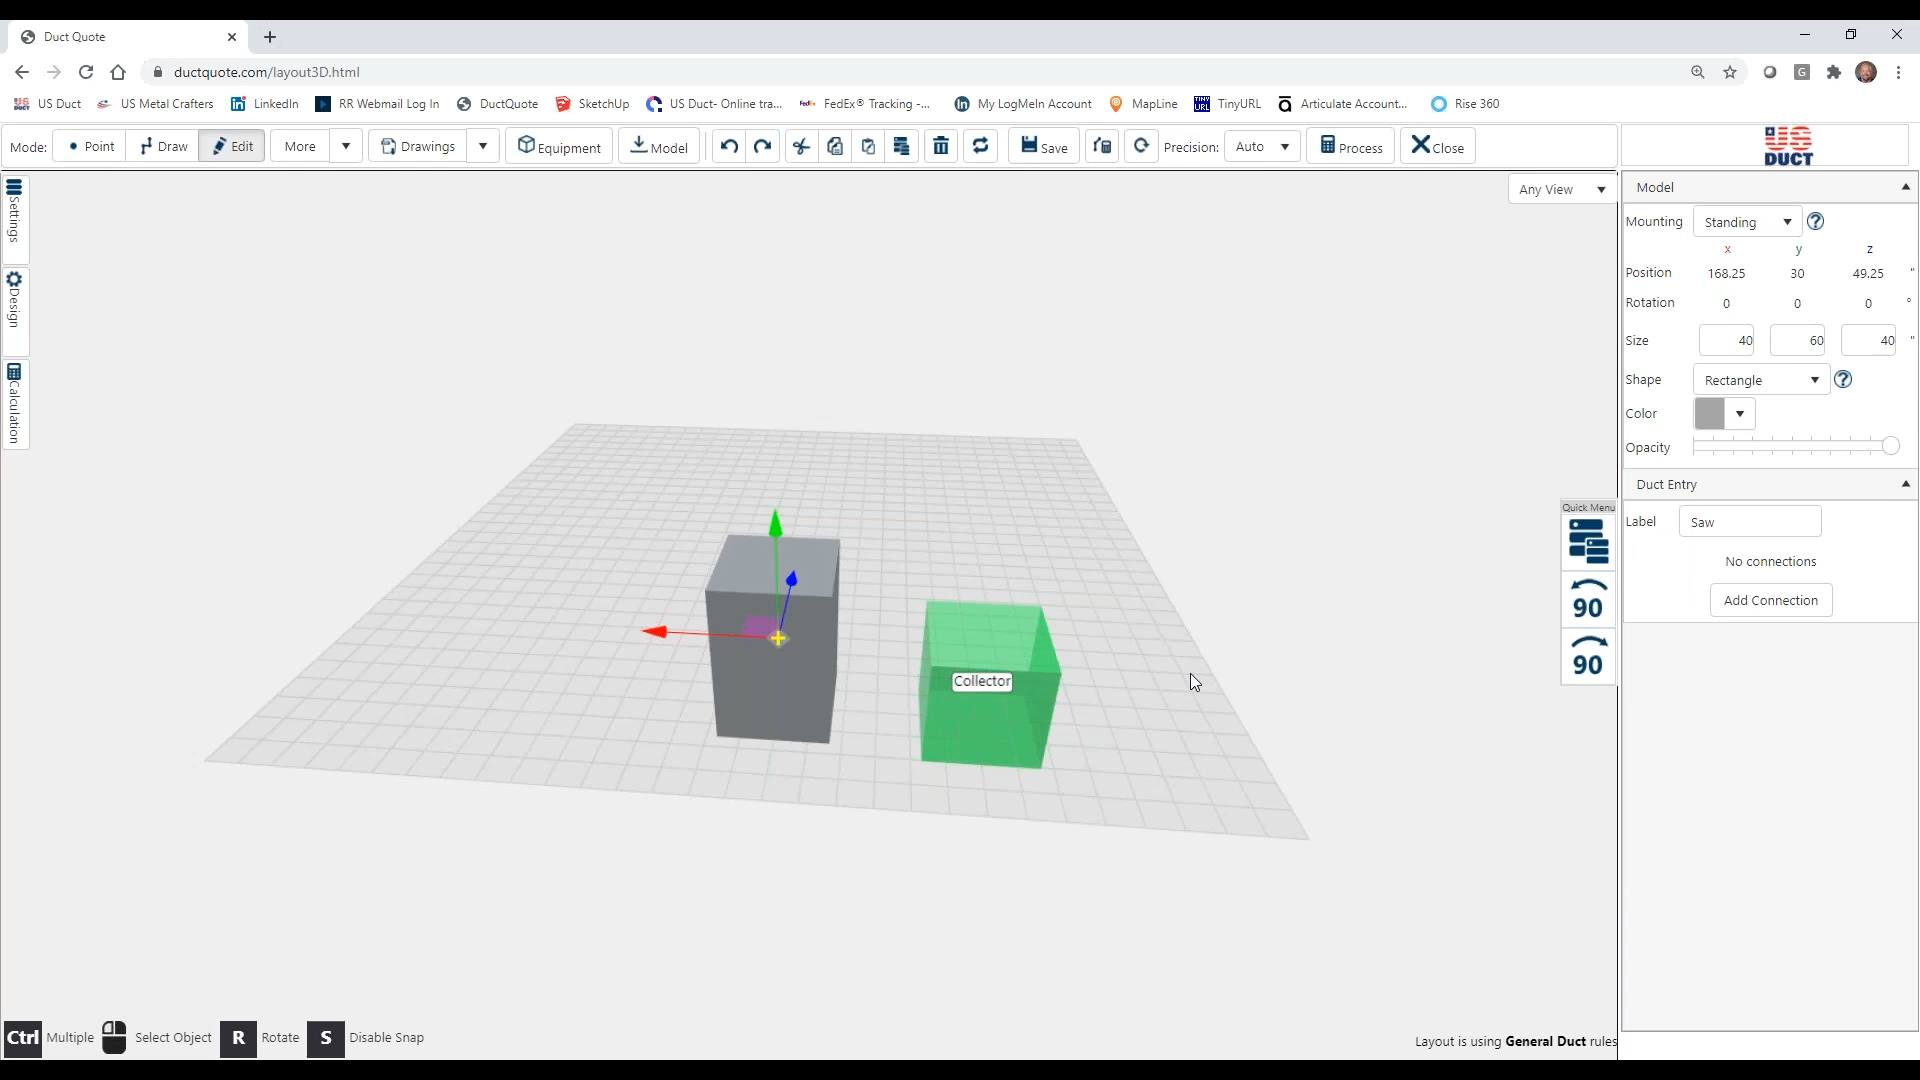 Duct Quote
ductquote.com/layout3D.html
US Duct US Metal Crafters LinkedIn RR Webmail Log In DuctQuote SketchUp US Duct- Online tra... FedEx® Tracking -... My LogMeIn Account MapLine TinyURL Articulate Account... Rise 360
Mode: Point Draw Edit More Drawings Equipment Model Save Precision: Auto Process Close
US DUCT
Settings
Design
Calculation
Any View
Model
Mounting Standing
x y z
Position 168.25 30 49.25 "
Rotation 0 0 0 °
Size 40 60 40 "
Shape Rectangle
Color
Opacity
Duct Entry
Label Saw
No connections
Add Connection
Quick Menu
90
90
Collector
Ctrl Multiple Select Object R Rotate S Disable Snap
Layout is using General Duct rules